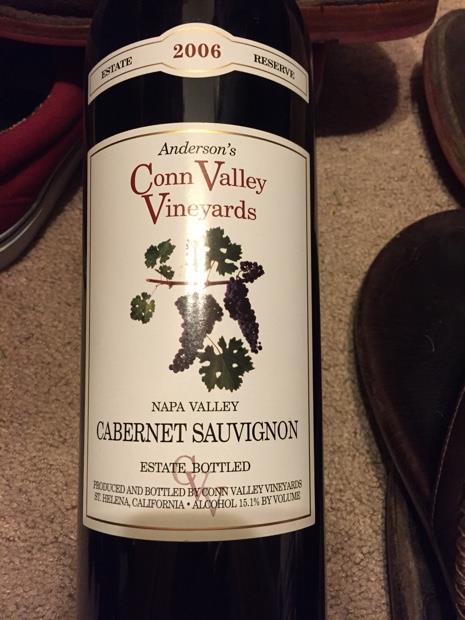 2006
ESTATE RESERVE
Anderson's
Conn Valley
Vineyards
NAPA VALLEY
CABERNET SAUVIGNON
ESTATE BOTTLED
CV
PRODUCED AND BOTTLED BY CONN VALLEY VINEYARDS
ST. HELENA, CALIFORNIA • ALCOHOL 15.1% BY VOLUME